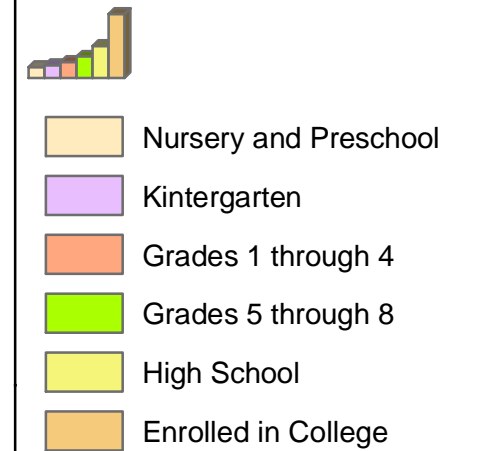 Nursery and Preschool
Kintergarten
Grades 1 through 4
Grades 5 through 8
High School
Enrolled in College